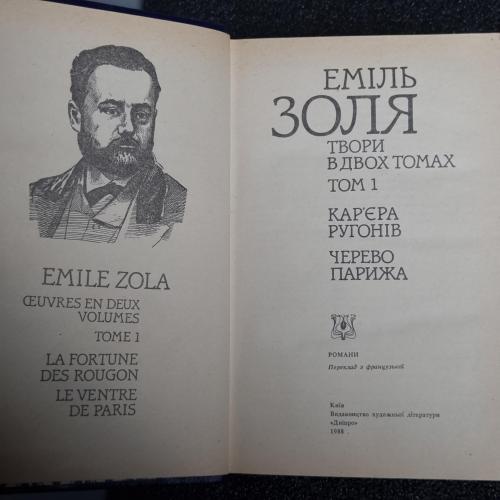 EMILE ZOLA
ŒUVRES EN DEUX
VOLUMES
TOME 1
LA FORTUNE
DES ROUGON
LE VENTRE
DE PARIS
ЕМІЛЬ
ЗОЛЯ
ТВОРИ
В ДВОХ ТОМАХ
ТОМ 1
КАР'ЄРА
РУГОНІВ
ЧЕРЕВО
ПАРИЖА
РОМАНИ
Переклад з французької
Київ
Видавництво художньої літератури
«Дніпро»
1988